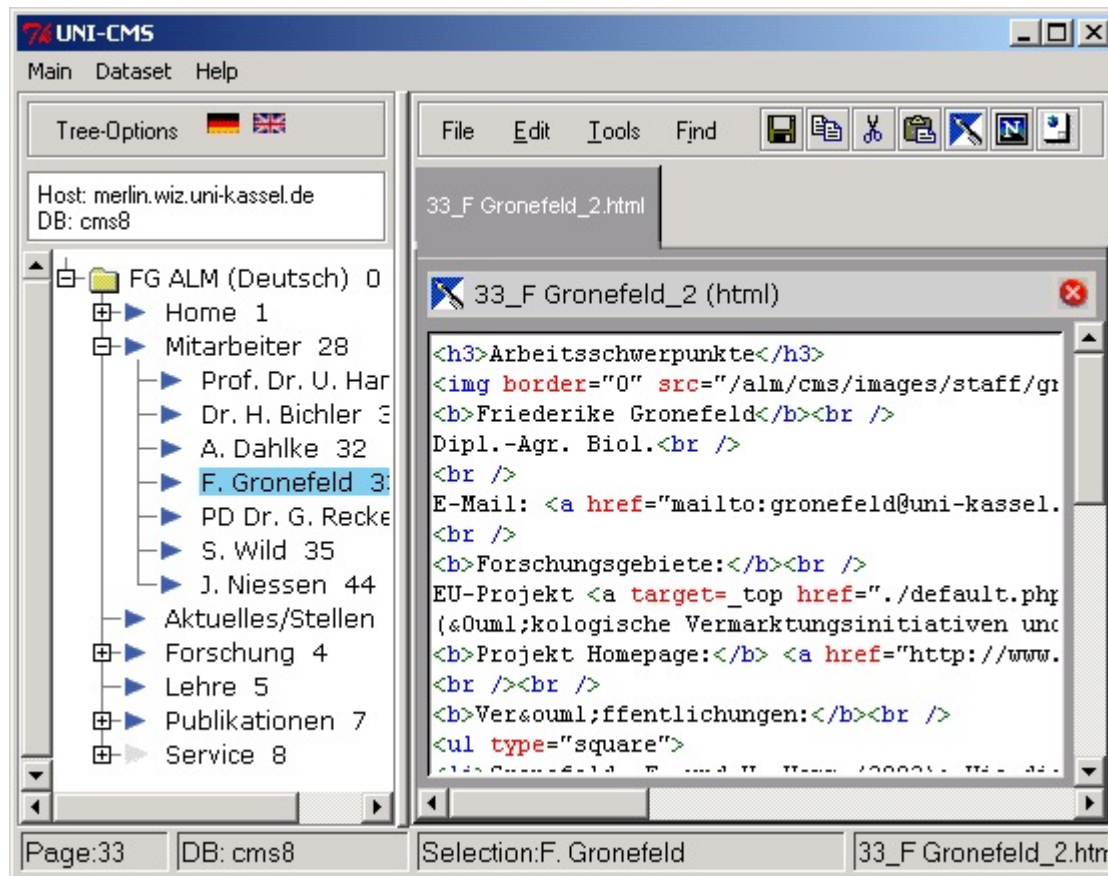 UNI-CMS
Main Dataset Help
Tree-Options
Host: merlin.wiz.uni-kassel.de
DB: cms8
FG ALM (Deutsch) 0
Home 1
Mitarbeiter 28
Prof. Dr. U. Har
Dr. H. Bichler 3
A. Dahlke 32
F. Gronefeld 33
PD Dr. G. Recke
S. Wild 35
J. Niessen 44
Aktuelles/Stellen
Forschung 4
Lehre 5
Publikationen 7
Service 8
File Edit Tools Find
33_F Gronefeld_2.html
33_F Gronefeld_2 (html)
<h3>Arbeitsschwerpunkte</h3>
<img border="0" src="/alm/cms/images/staff/gr
<b>Friederike Gronefeld</b><br />
Dipl.-Agr. Biol.<br />
<br />
E-Mail: <a href="mailto:gronefeld@uni-kassel.
<br />
<b>Forschungsgebiete:</b><br />
EU-Projekt <a target=_top href="./default.php
(&Ouml;kologische Vermarktungsinitiativen und
<b>Projekt Homepage:</b> <a href="http://www.
<br /><br />
<b>Ver&ouml;ffentlichungen:</b><br />
<ul type="square">
Page:33
DB: cms8
Selection:F. Gronefeld
33_F Gronefeld_2.htm